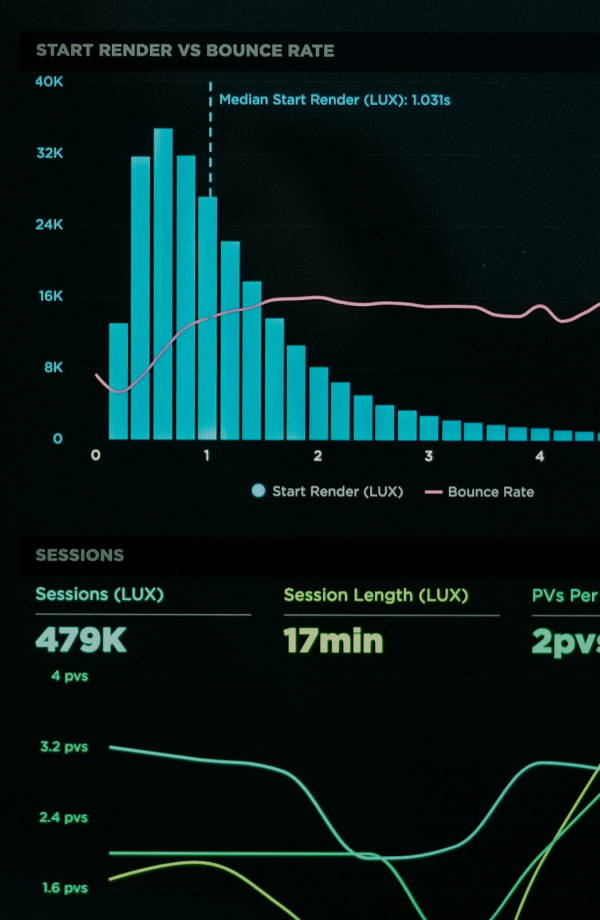 START RENDER VS BOUNCE RATE
40K
Median Start Render (LUX): 1.031s
32K
24K
16K
8K
0
0 1 2 3 4
Start Render (LUX) Bounce Rate
SESSIONS
Sessions (LUX) Session Length (LUX) PVs Per
479K 17min 2pvs
4 pvs
3.2 pvs
2.4 pvs
1.6 pvs